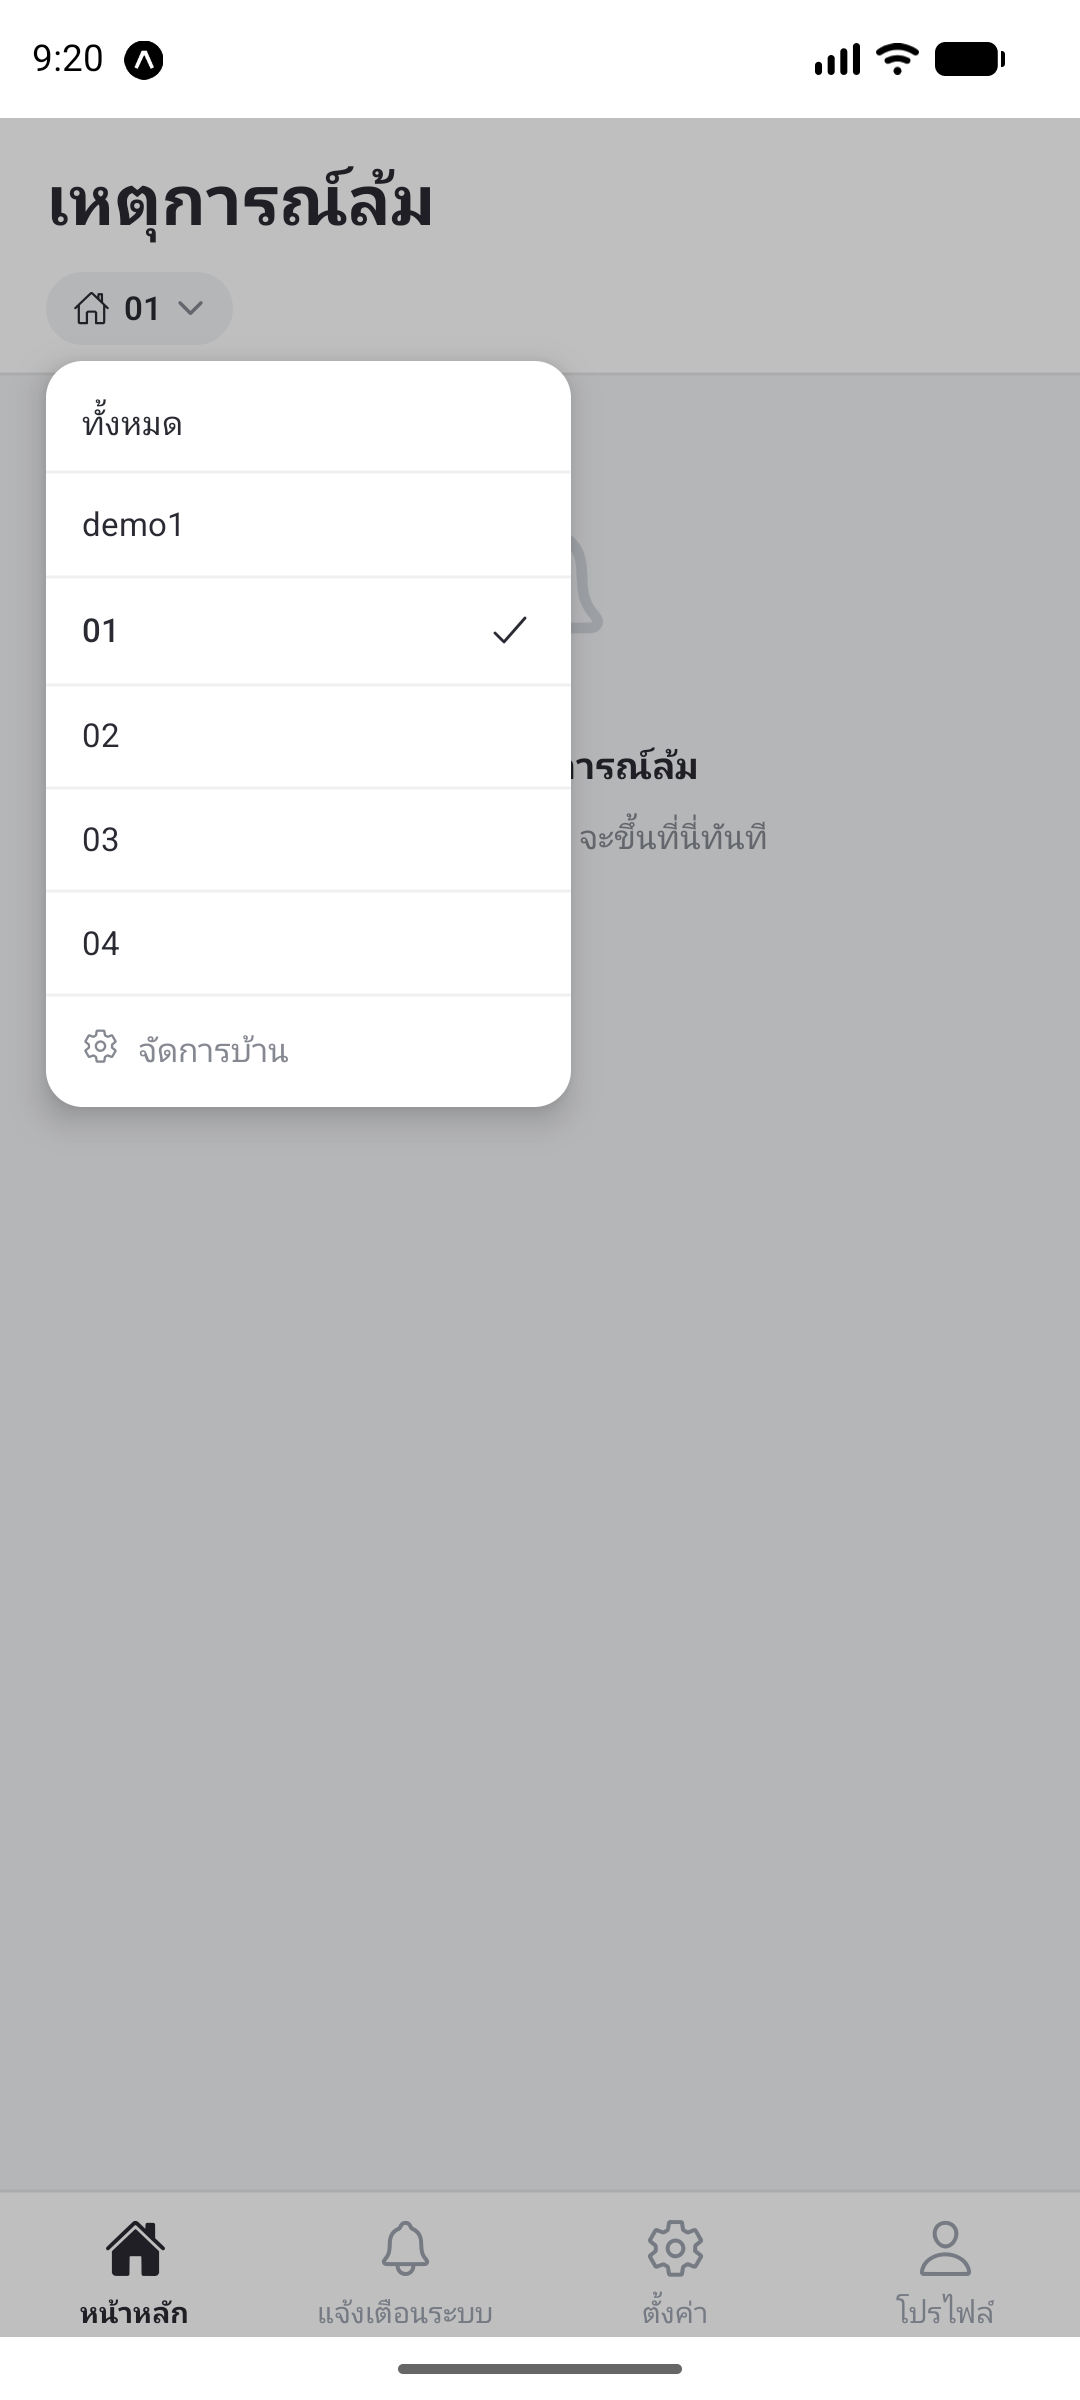 9:20
เหตุการณ์ล้ม
01
ทั้งหมด
demo1
01
02
03
04
จัดการบ้าน
ารณ์ล้ม
จะขึ้นที่นี่ทันที
หน้าหลัก
แจ้งเตือนระบบ
ตั้งค่า
โปรไฟล์